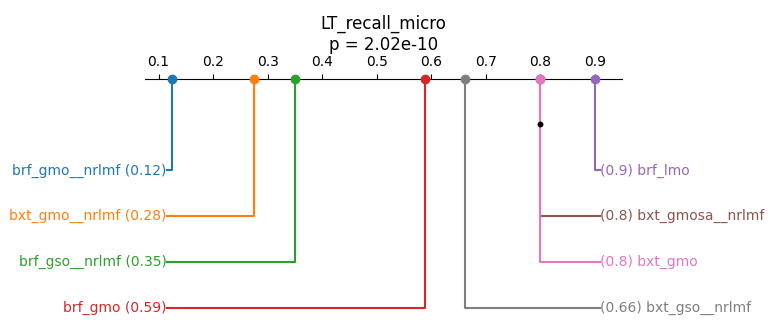 LT_recall_micro
p = 2.02e-10
0.1 0.2 0.3 0.4 0.5 0.6 0.7 0.8 0.9
brf_gmo__nrlmf (0.12) (0.9) brf_lmo
bxt_gmo__nrlmf (0.28) (0.8) bxt_gmosa__nrlmf
brf_gso__nrlmf (0.35) (0.8) bxt_gmo
brf_gmo (0.59) (0.66) bxt_gso__nrlmf